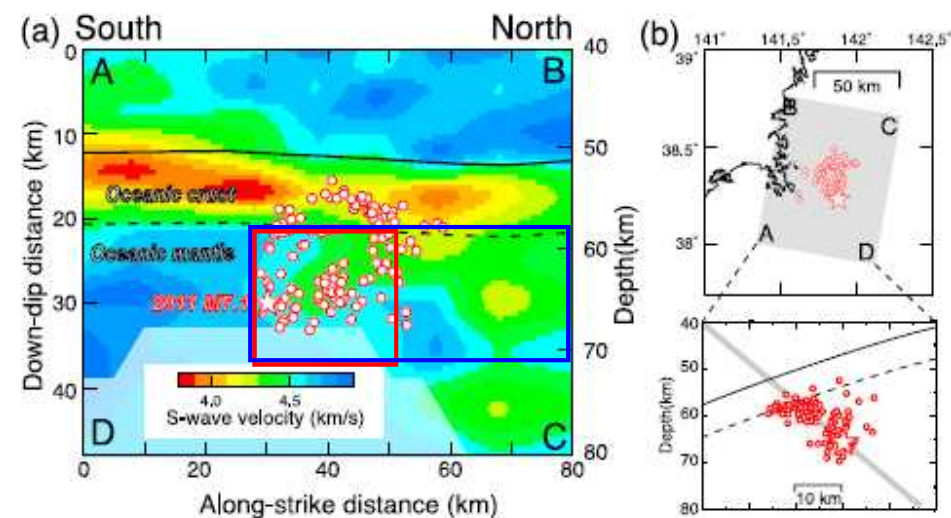 (a) South
North
A
B
Oceanic crust
Oceanic mantle
2011 M7.1
4.0 4.5
S-wave velocity (km/s)
D
C
0
10
20
30
40
Down-dip distance (km)
40
50
60
70
80
Depth(km)
0 20 40 60 80
Along-strike distance (km)
(b)
141° 141.5° 142° 142.5°
39°
38.5°
38°
50 km
B
C
A
D
40
50
60
70
80
Depth(km)
10 km